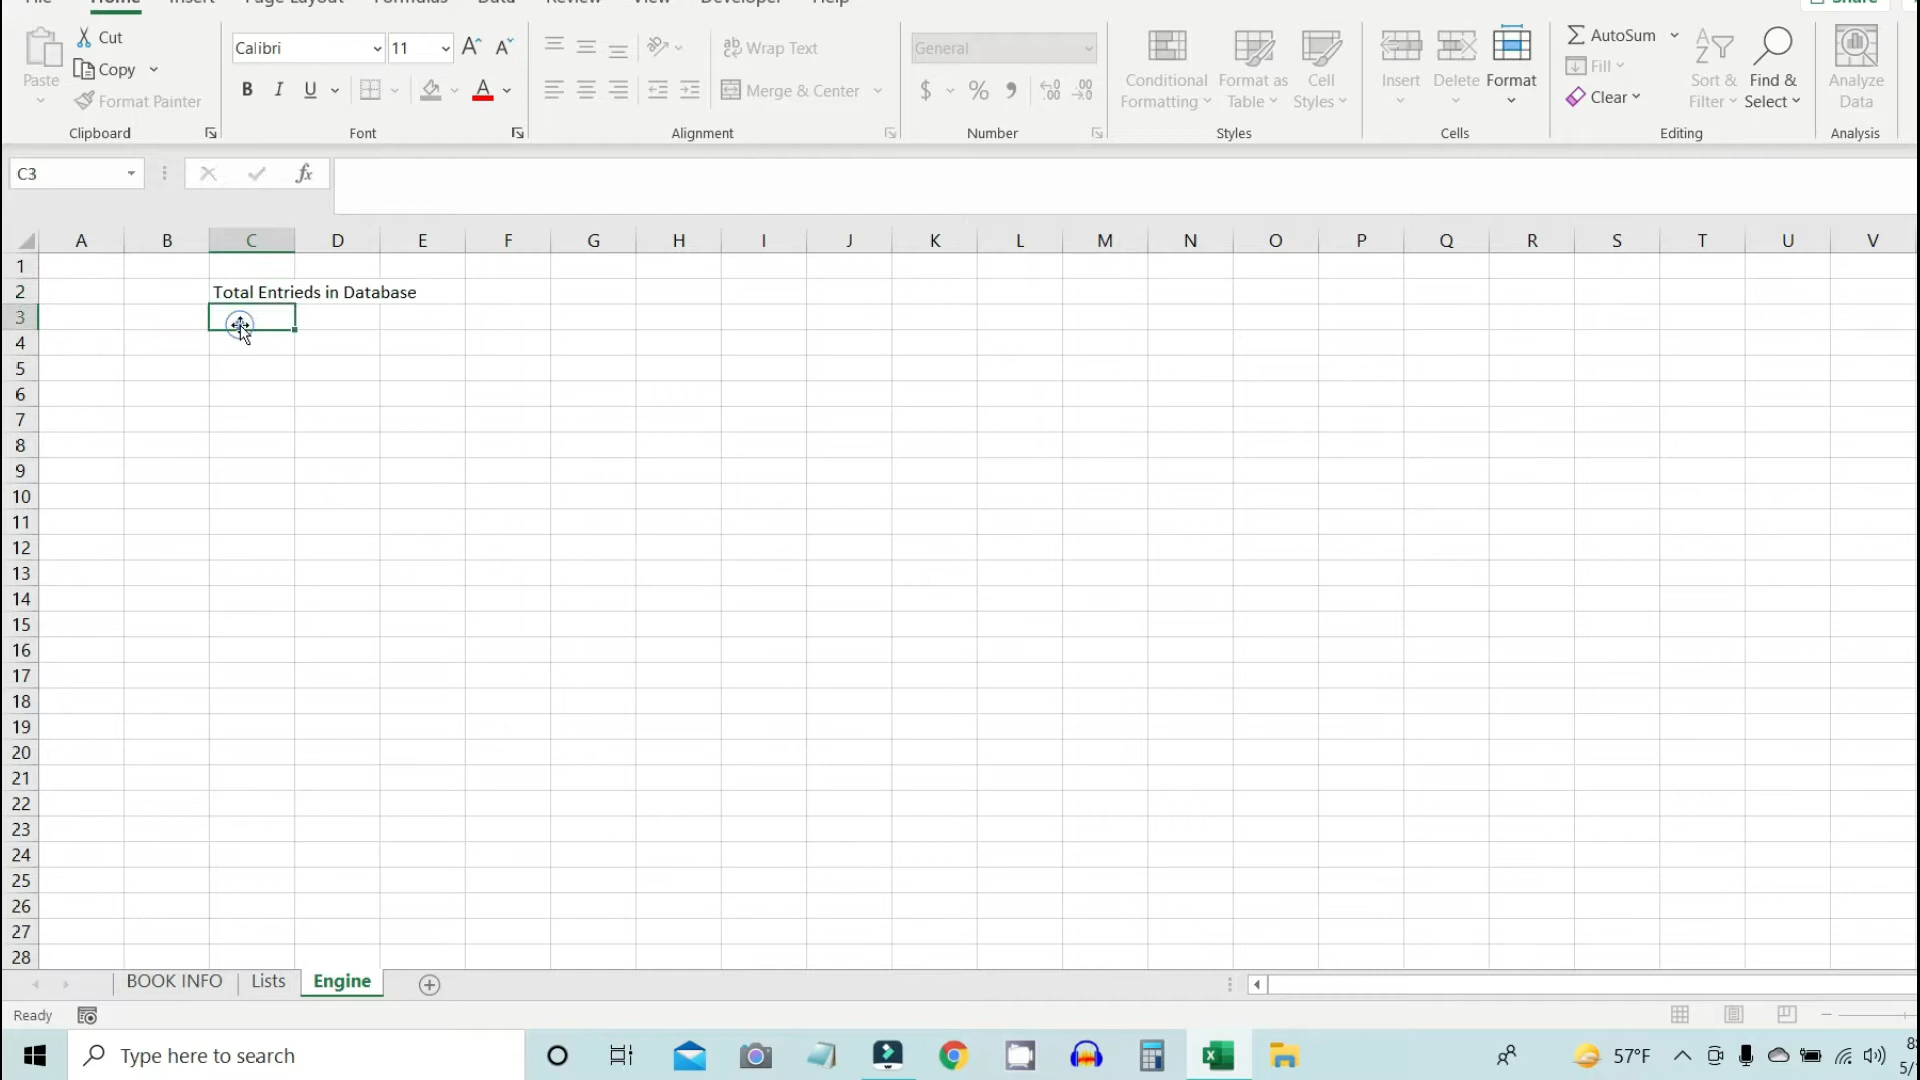 File Home Insert Page Layout Formulas Data Review View Developer Help Share
Paste Cut Copy Format Painter Clipboard
Calibri 11 A A B I U A Font
ab Wrap Text Merge & Center Alignment
General $ % 9 .00 Number
Conditional Formatting Format as Table Cell Styles Styles
Insert Delete Format Cells
AutoSum Fill Clear Sort & Filter Find & Select Editing
Analyze Data Analysis
C3 fx
A B C D E F G H I J K L M N O P Q R S T U V
1
2 Total Entrieds in Database
3
4
5
6
7
8
9
10
11
12
13
14
15
16
17
18
19
20
21
22
23
24
25
26
27
28
BOOK INFO Lists Engine
Ready
Type here to search 57°F